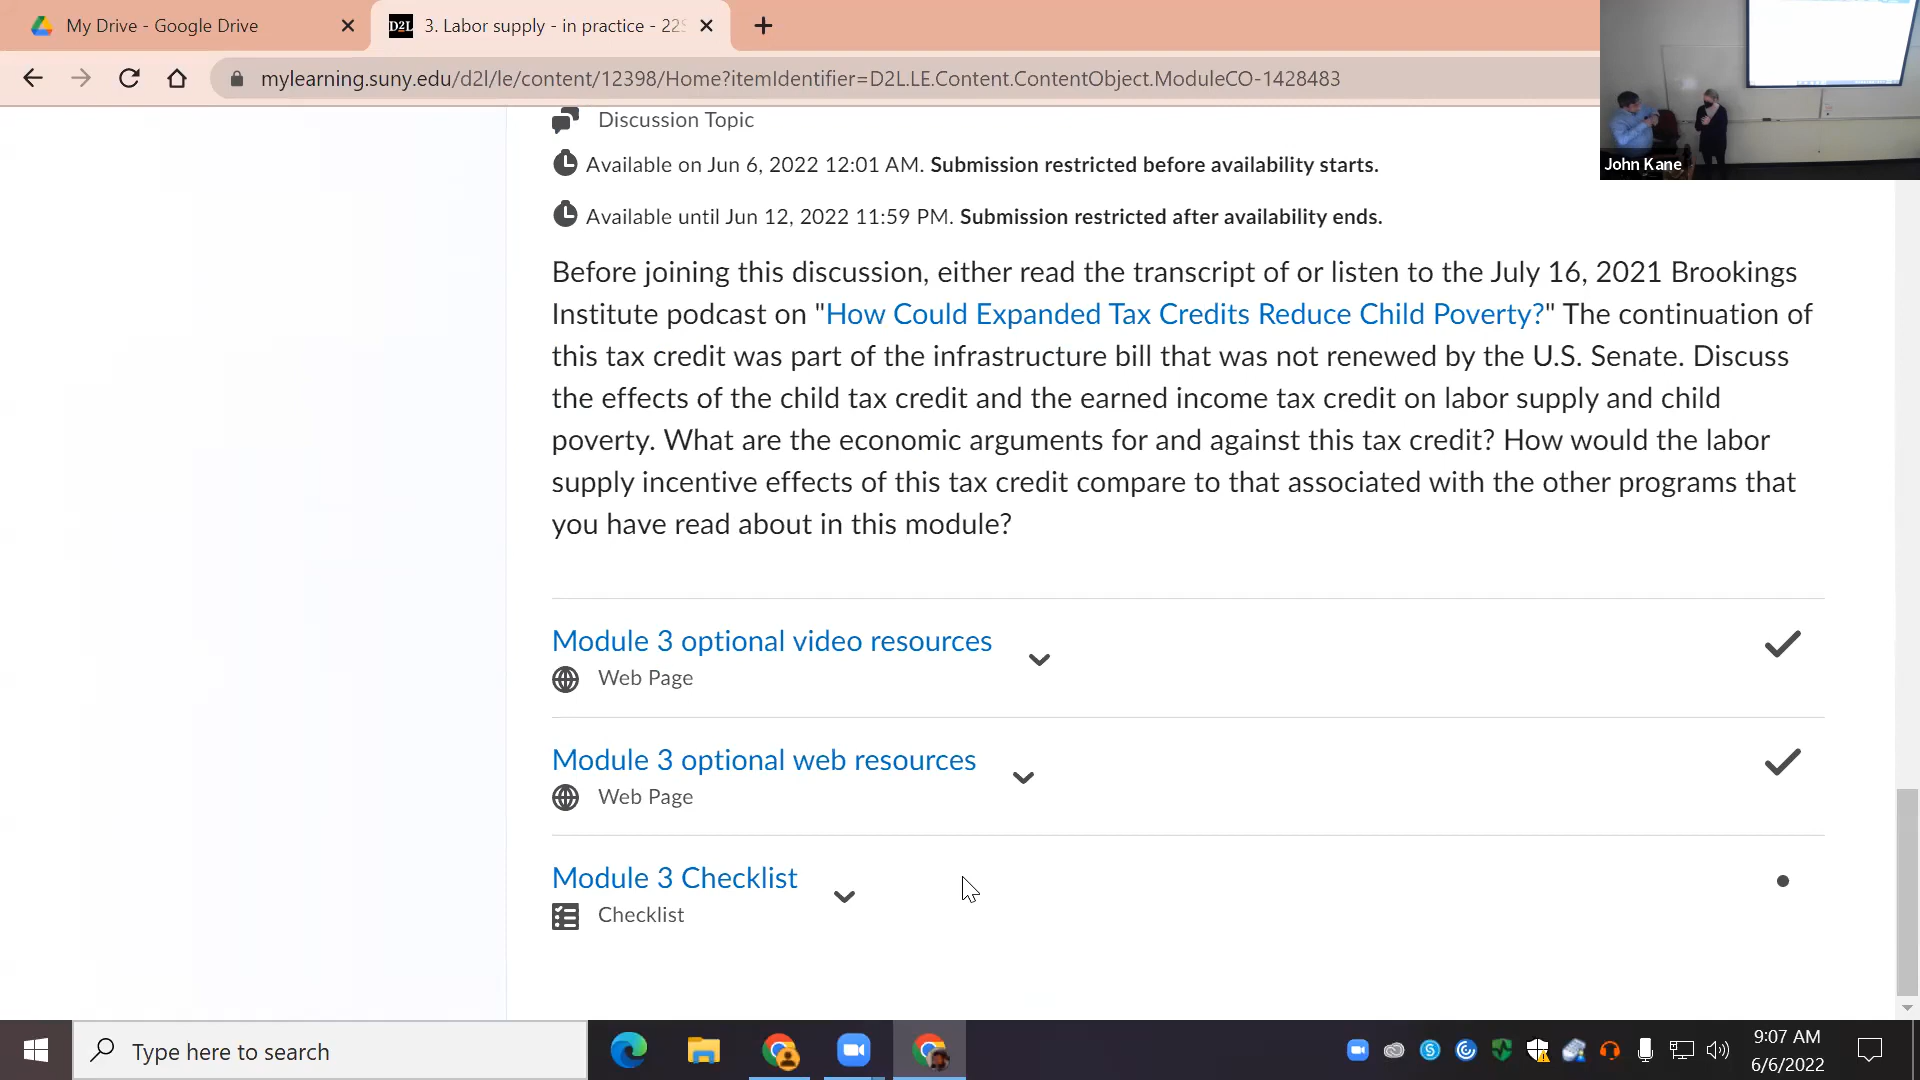 My Drive - Google Drive
D2L 3. Labor supply - in practice - 22S
mylearning.suny.edu/d2l/le/content/12398/Home?itemIdentifier=D2L.LE.Content.ContentObject.ModuleCO-1428483
John Kane
Discussion Topic
Available on Jun 6, 2022 12:01 AM. Submission restricted before availability starts.
Available until Jun 12, 2022 11:59 PM. Submission restricted after availability ends.
Before joining this discussion, either read the transcript of or listen to the July 16, 2021 Brookings
Institute podcast on "How Could Expanded Tax Credits Reduce Child Poverty?" The continuation of
this tax credit was part of the infrastructure bill that was not renewed by the U.S. Senate. Discuss
the effects of the child tax credit and the earned income tax credit on labor supply and child
poverty. What are the economic arguments for and against this tax credit? How would the labor
supply incentive effects of this tax credit compare to that associated with the other programs that
you have read about in this module?
Module 3 optional video resources
Web Page
Module 3 optional web resources
Web Page
Module 3 Checklist
Checklist
Type here to search
9:07 AM
6/6/2022